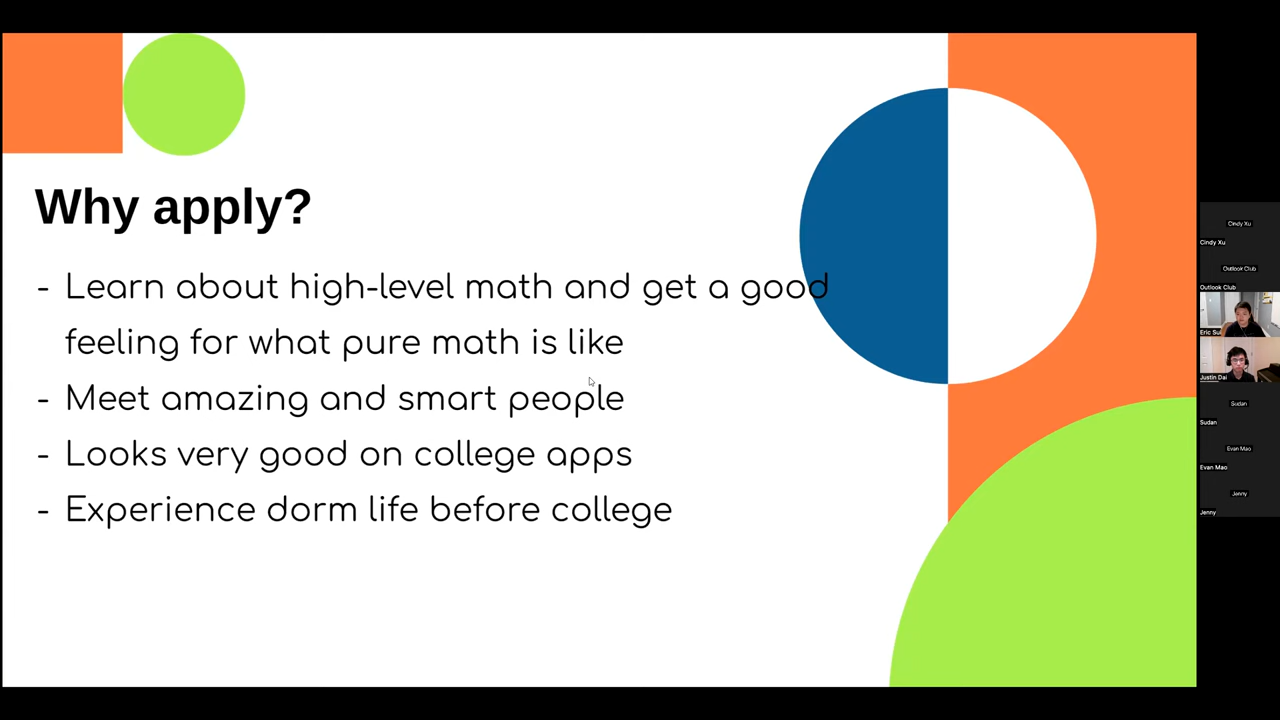 Why apply?
- Learn about high-level math and get a good
feeling for what pure math is like
- Meet amazing and smart people
- Looks very good on college apps
- Experience dorm life before college
Cindy Xu
Cindy Xu
Outlook Club
Outlook Club
Eric Sui
Justin Dai
Sudan
Sudan
Evan Mao
Evan Mao
Jenny
Jenny